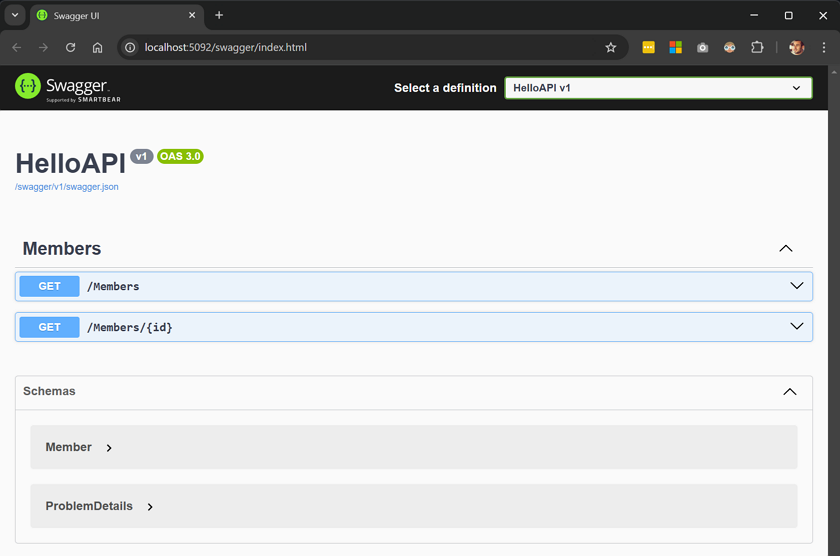 Swagger UI
localhost:5092/swagger/index.html
Swagger
Supported by SMARTBEAR
Select a definition
HelloAPI v1
HelloAPI v1 OAS 3.0
/swagger/v1/swagger.json
Members
GET /Members
GET /Members/{id}
Schemas
Member
ProblemDetails